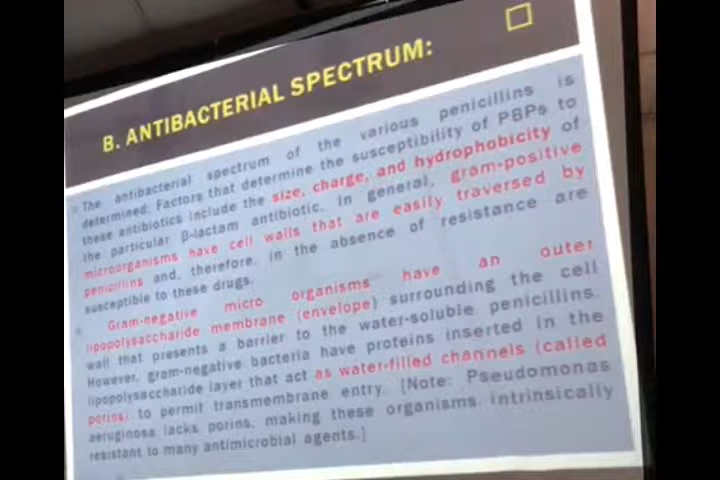 B. ANTIBACTERIAL SPECTRUM:
The antibacterial spectrum of the various penicillins is
determined. Factors that determine the susceptibility of PBPs to
these antibiotics include the size, charge, and hydrophobicity of
the particular β-lactam antibiotic. In general, gram-positive
microorganisms have cell walls that are easily traversed by
penicillins and, therefore, in the absence of resistance are
susceptible to these drugs.
Gram-negative micro organisms have an outer
lipopolysaccharide membrane (envelope) surrounding the cell
wall that presents a barrier to the water-soluble penicillins.
However, gram-negative bacteria have proteins inserted in the
lipopolysaccharide layer that act as water-filled channels (called
porins) to permit transmembrane entry. [Note: Pseudomonas
aeruginosa lacks porins, making these organisms intrinsically
resistant to many antimicrobial agents.]